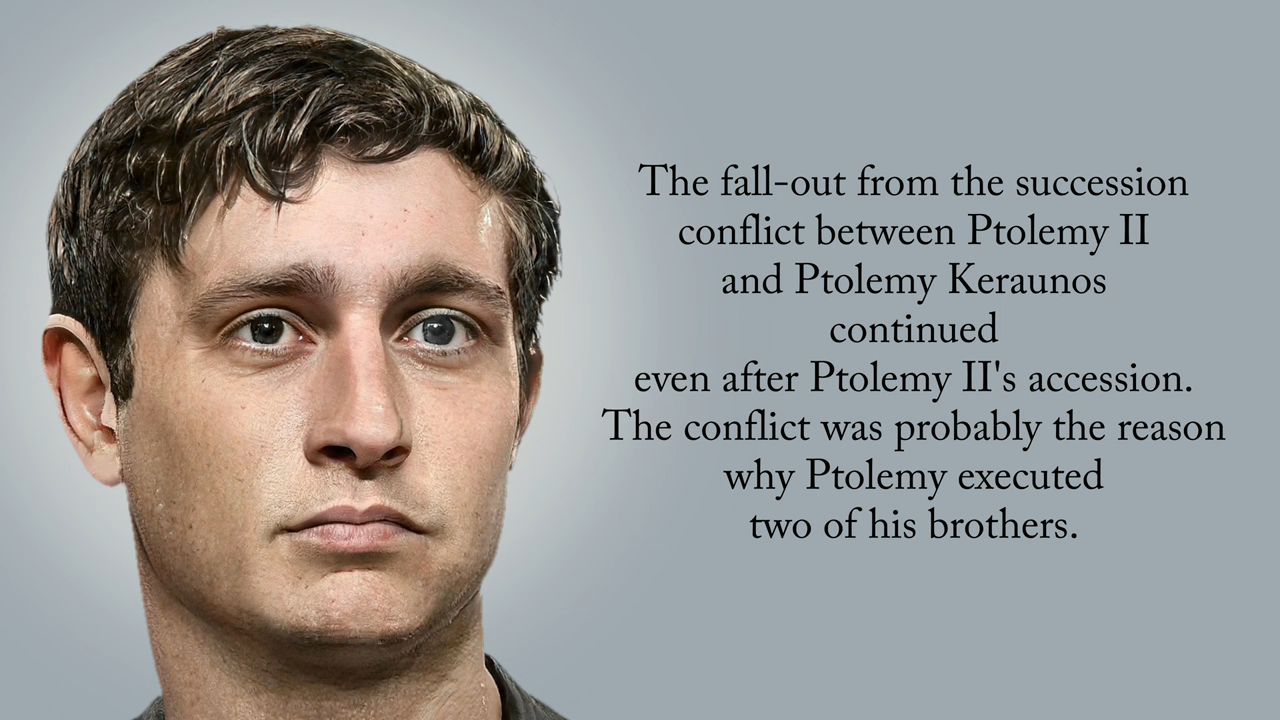 The fall-out from the succession
conflict between Ptolemy II
and Ptolemy Keraunos
continued
even after Ptolemy II's accession.
The conflict was probably the reason
why Ptolemy executed
two of his brothers.